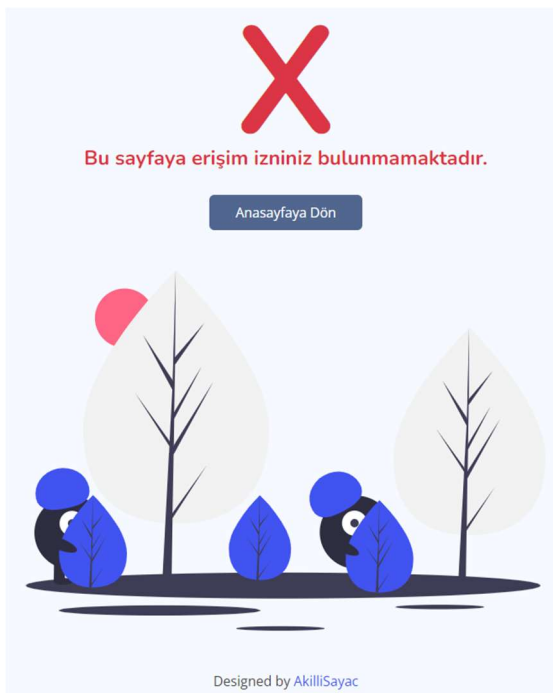 Bu sayfaya erişim izniniz bulunmamaktadır.
Anasayfaya Dön
Designed by AkilliSayac